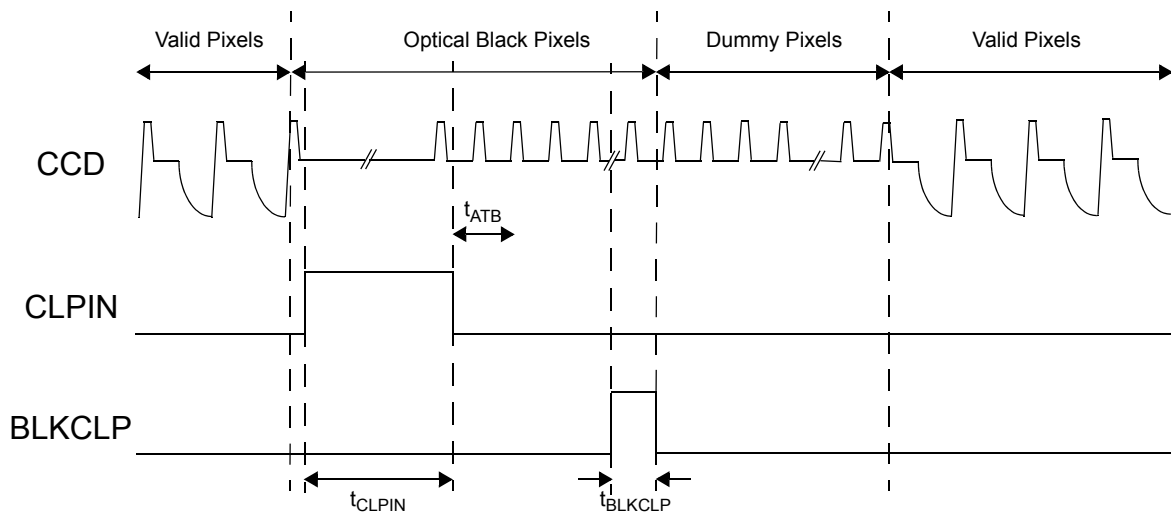 Valid Pixels Optical Black Pixels Dummy Pixels Valid Pixels
CCD
tATB
CLPIN
BLKCLP
tCLPIN tBLKCLP